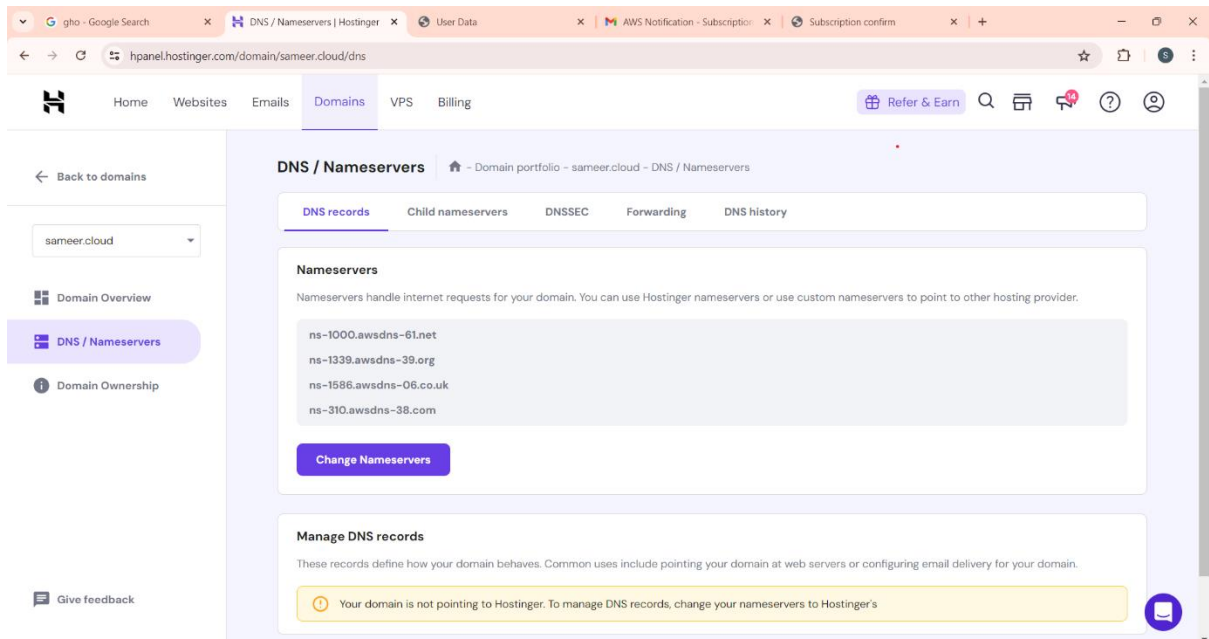 gho - Google Search
DNS / Nameservers | Hostinger
User Data
AWS Notification - Subscription
Subscription confirm
hpanel.hostinger.com/domain/sameer.cloud/dns
S
Home Websites Emails Domains VPS Billing
Refer & Earn
14
Back to domains
sameer.cloud
Domain Overview
DNS / Nameservers
Domain Ownership
Give feedback
DNS / Nameservers
- Domain portfolio - sameer.cloud - DNS / Nameservers
DNS records Child nameservers DNSSEC Forwarding DNS history
Nameservers
Nameservers handle internet requests for your domain. You can use Hostinger nameservers or use custom nameservers to point to other hosting provider.
ns-1000.awsdns-61.net
ns-1339.awsdns-39.org
ns-1586.awsdns-06.co.uk
ns-310.awsdns-38.com
Change Nameservers
Manage DNS records
These records define how your domain behaves. Common uses include pointing your domain at web servers or configuring email delivery for your domain.
Your domain is not pointing to Hostinger. To manage DNS records, change your nameservers to Hostinger's